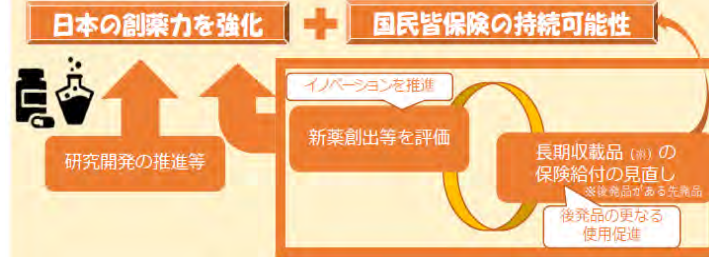 日本の創薬力を強化
+
国民皆保険の持続可能性
イノベーションを推進
新薬創出等を評価
研究開発の推進等
長期収載品(※)の
保険給付の見直し
※後発品がある先発品
後発品の更なる
使用促進